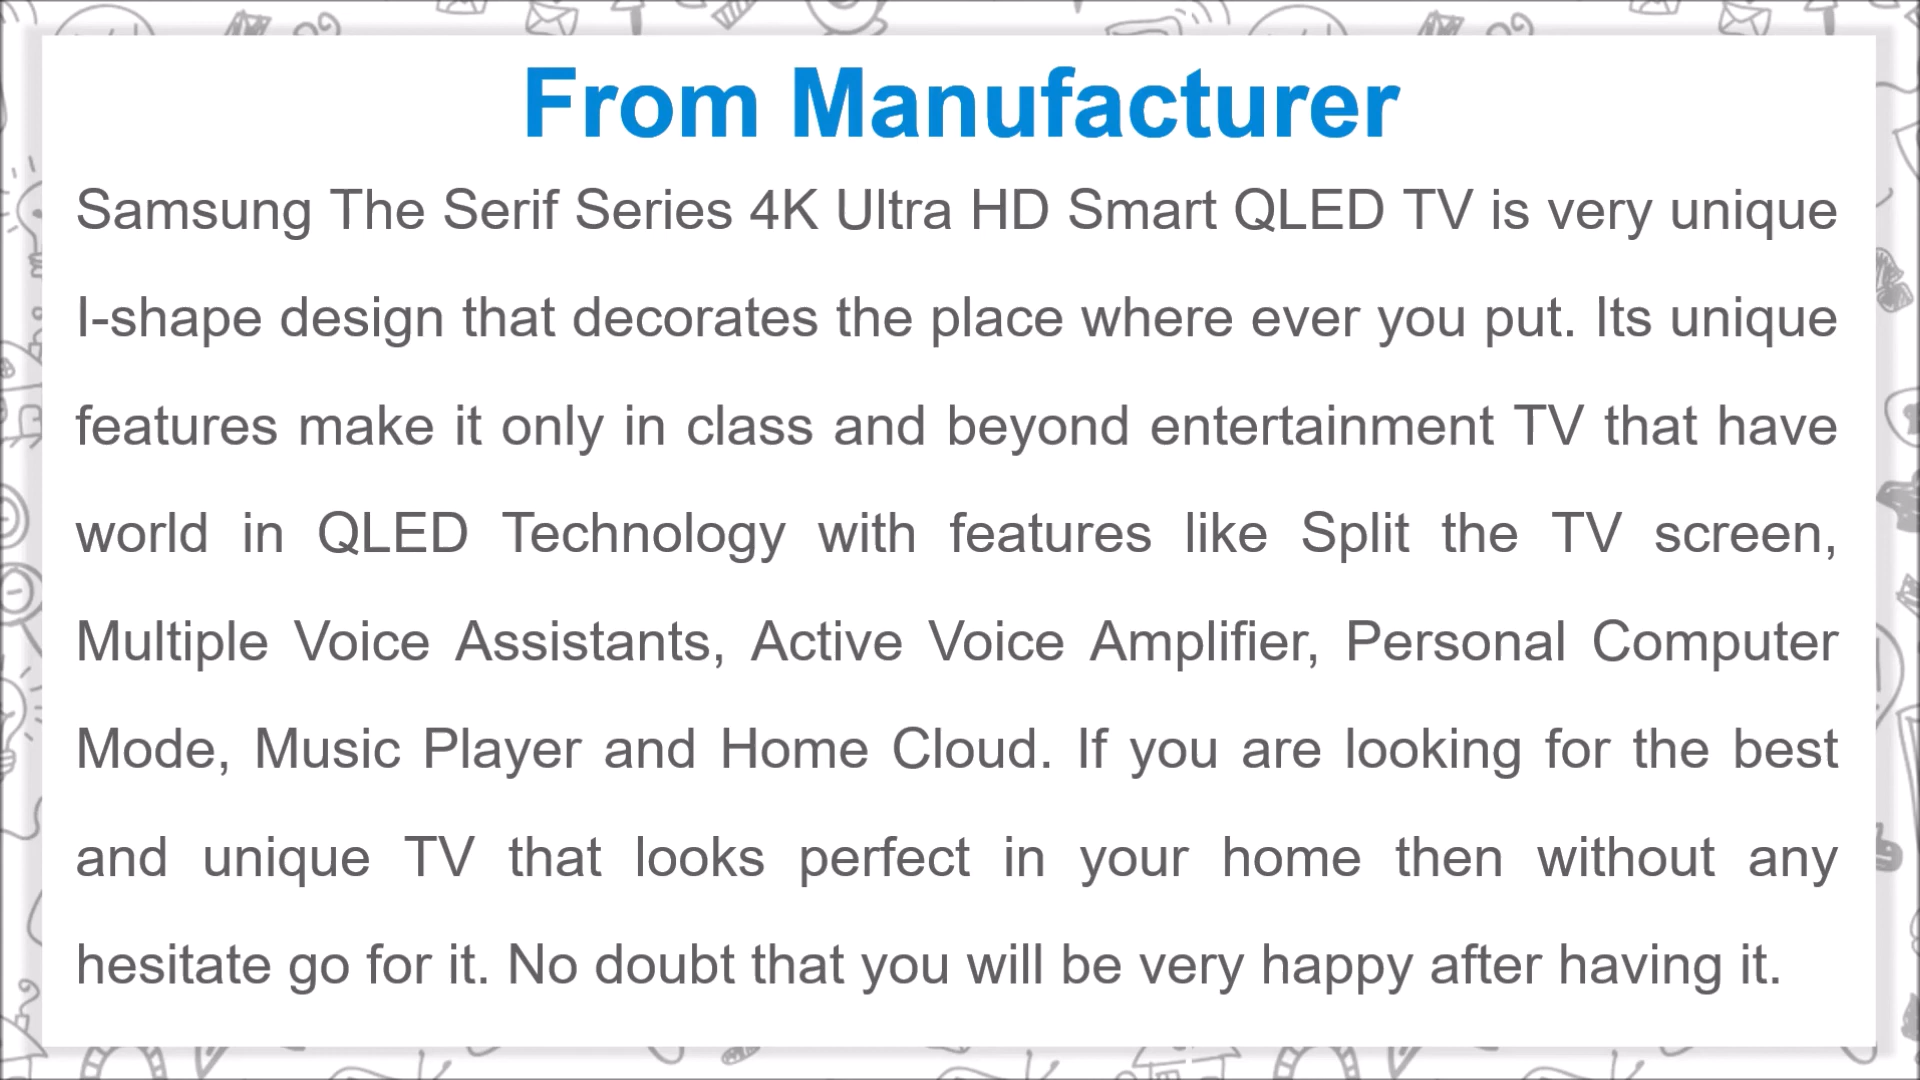 From Manufacturer
Samsung The Serif Series 4K Ultra HD Smart QLED TV is very unique
I-shape design that decorates the place where ever you put. Its unique
features make it only in class and beyond entertainment TV that have
world in QLED Technology with features like Split the TV screen,
Multiple Voice Assistants, Active Voice Amplifier, Personal Computer
Mode, Music Player and Home Cloud. If you are looking for the best
and unique TV that looks perfect in your home then without any
hesitate go for it. No doubt that you will be very happy after having it.